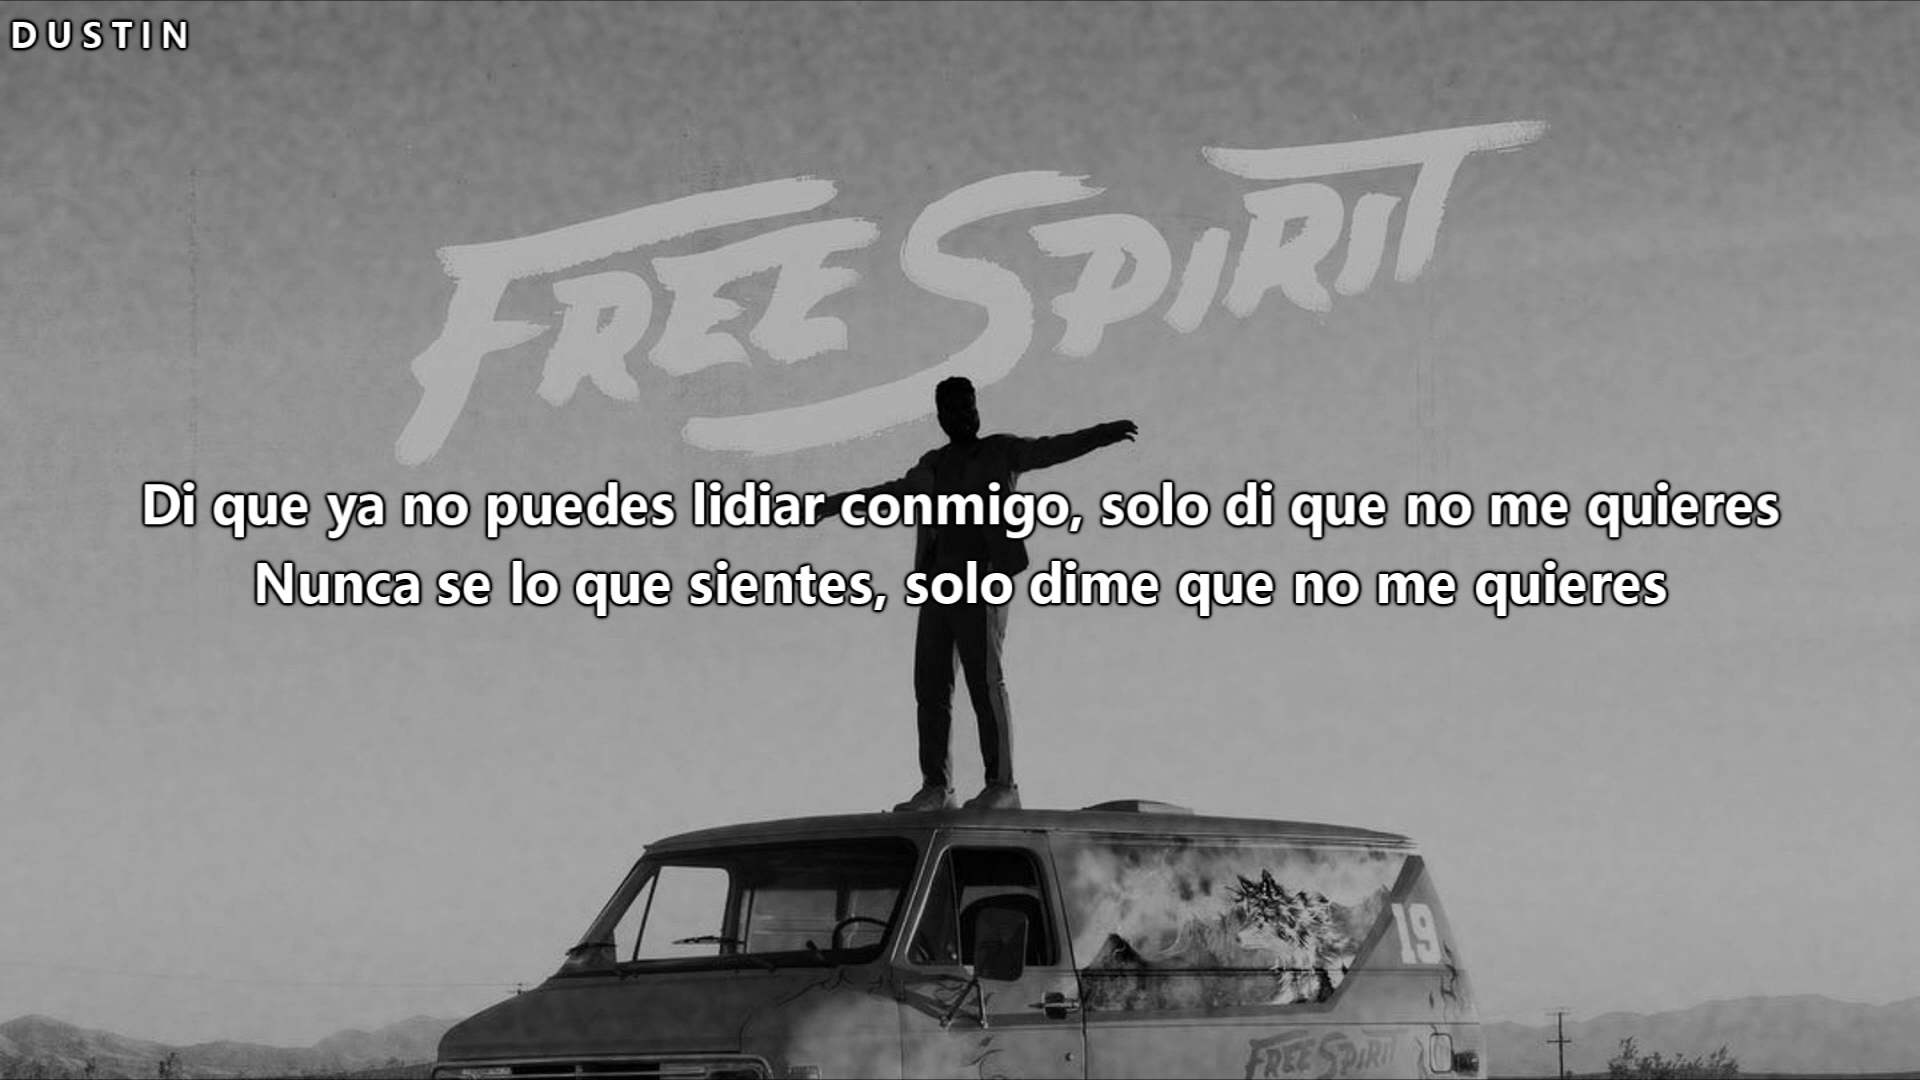 DUSTIN
FREE SPIRIT
Di que ya no puedes lidiar conmigo, solo di que no me quieres
Nunca se lo que sientes, solo dime que no me quieres
19
FREE SPIRIT